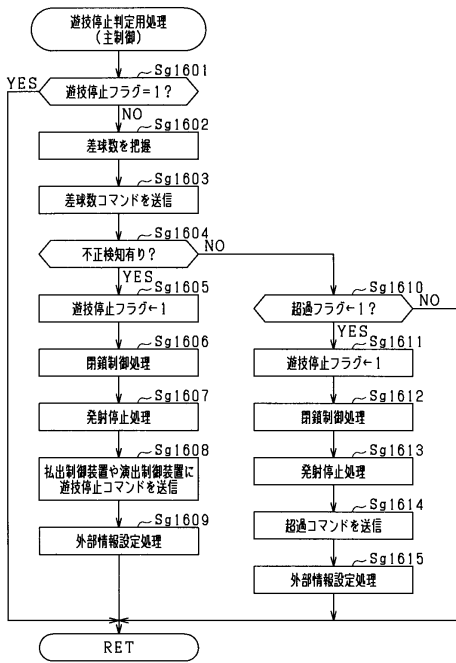 遊技停止判定用処理
(主制御)
Sg1601
YES
遊技停止フラグ=1?
NO
Sg1602
差球数を把握
Sg1603
差球数コマンドを送信
Sg1604
不正検知有り?
NO
YES
Sg1605
遊技停止フラグ←1
Sg1606
閉鎖制御処理
Sg1607
発射停止処理
Sg1608
払出制御装置や演出制御装置に
遊技停止コマンドを送信
Sg1609
外部情報設定処理
Sg1610
超過フラグ←1?
NO
YES
Sg1611
遊技停止フラグ←1
Sg1612
閉鎖制御処理
Sg1613
発射停止処理
Sg1614
超過コマンドを送信
Sg1615
外部情報設定処理
RET